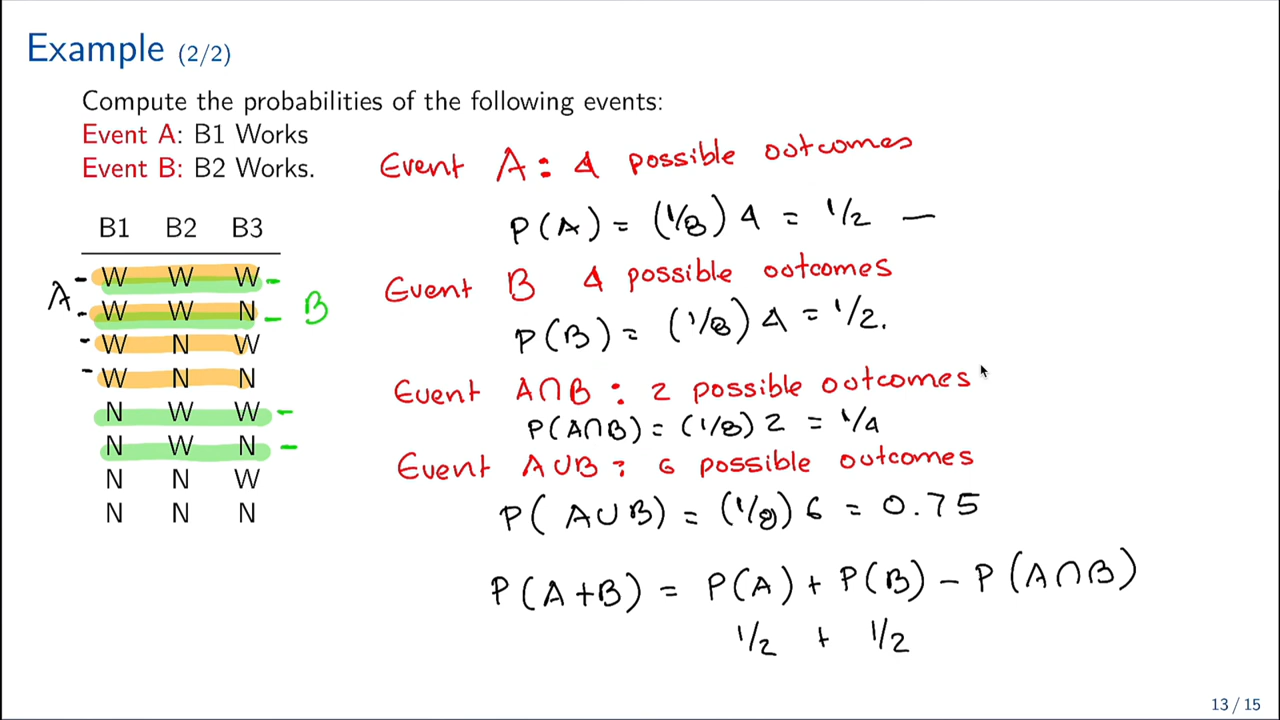 Example (2/2)
Compute the probabilities of the following events:
Event A: B1 Works
Event B: B2 Works.
B1 B2 B3
W W W
W W N
W N W
W N N
N W W
N W N
N N W
N N N
A
B
Event A: 4 possible outcomes
P(A) = (1/8) 4 = 1/2 –
Event B 4 possible outcomes
P(B) = (1/8) 4 = 1/2.
Event A∩B : 2 possible outcomes
P(A∩B) = (1/8) 2 = 1/4
Event A∪B : 6 possible outcomes
P( A∪B) = (1/8) 6 = 0.75
P(A+B) = P(A) + P(B) – P(A∩B)
1/2 + 1/2
13 / 15